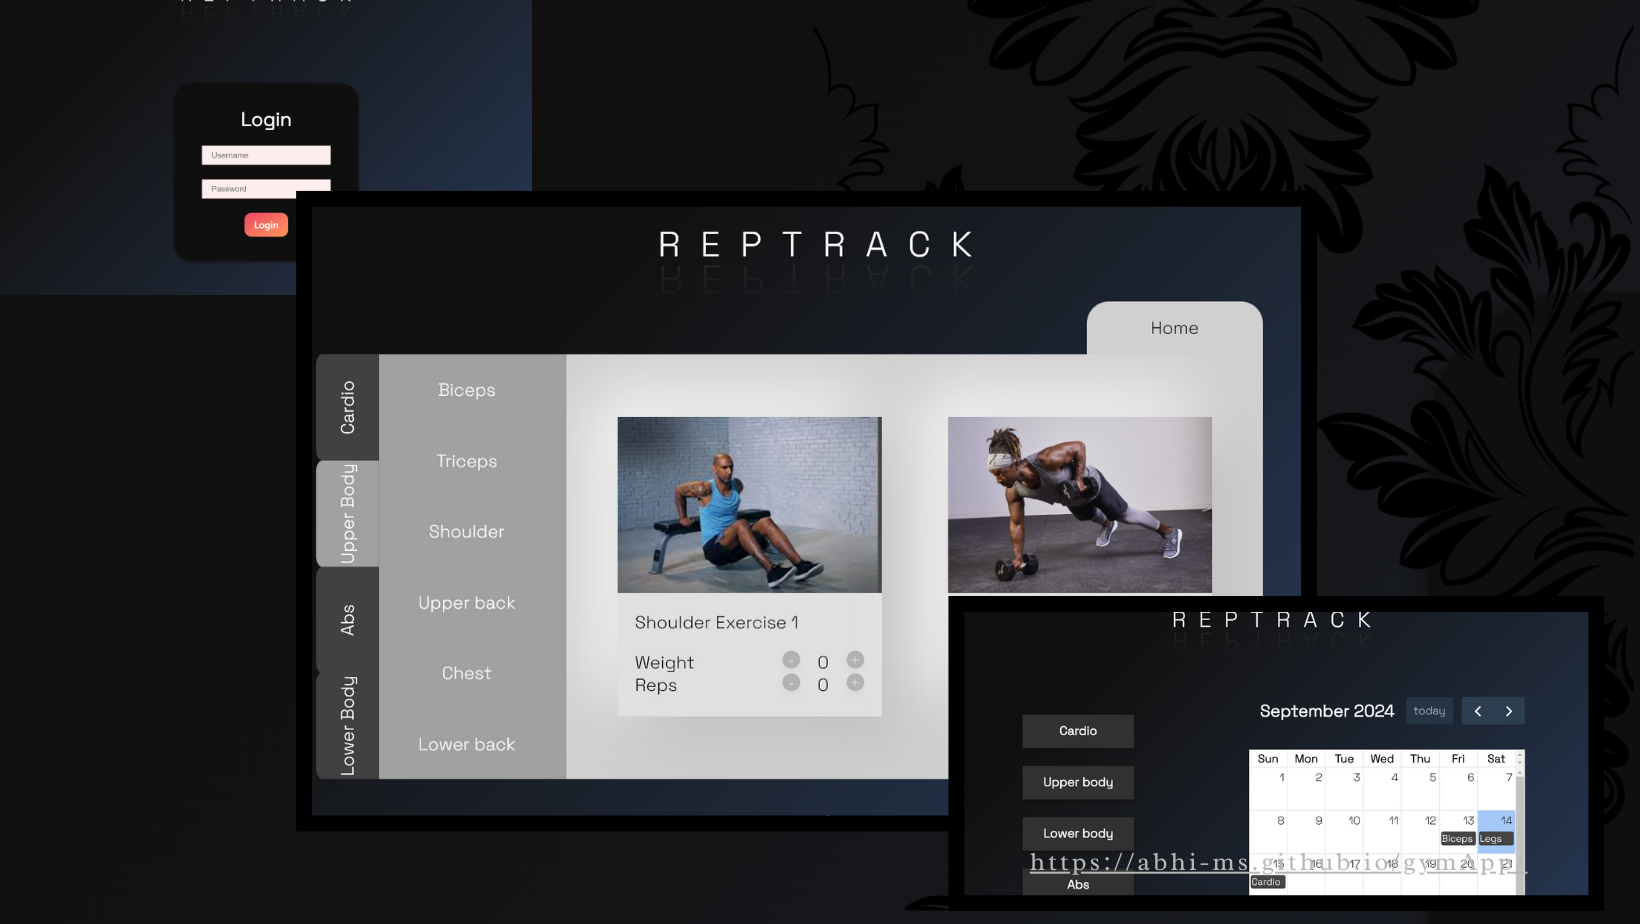 REPTRACK
Login
Username
Password
Login
REPTRACK
Home
Cardio
Upper Body
Abs
Lower Body
Biceps
Triceps
Shoulder
Upper back
Chest
Lower back
Shoulder Exercise 1
Weight - 0 +
Reps - 0 +
REPTRACK
Cardio
Upper body
Lower body
Abs
September 2024 today < >
Sun Mon Tue Wed Thu Fri Sat
1 2 3 4 5 6 7
8 9 10 11 12 13 14
Biceps Legs
15 16 17 18 19 20 21
Cardio
https://abhi-ms.github.io/gymApp/